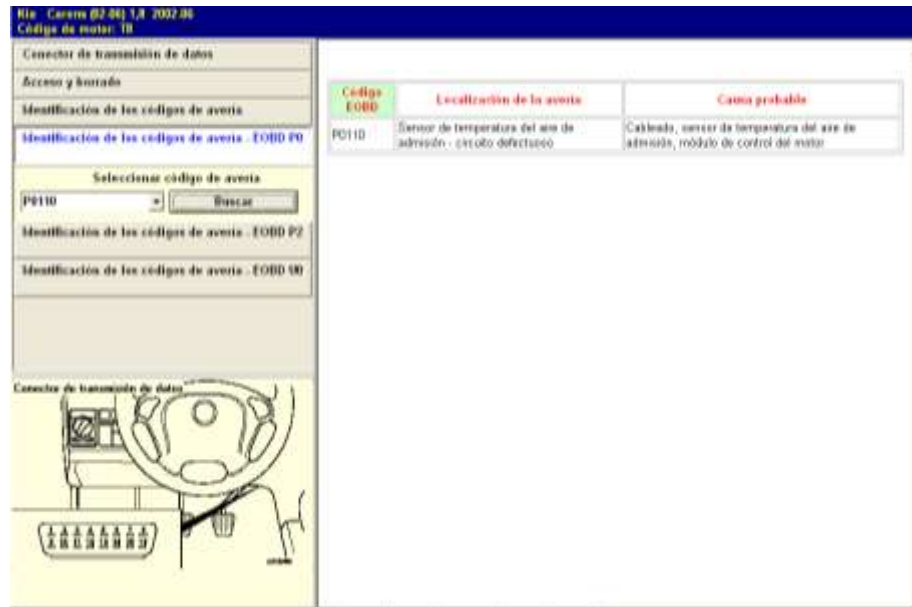 Kia Carens (02-06) 1,8 2002-06
Código de motor: T8
Conector de transmisión de datos
Acceso y borrado
Identificación de los códigos de avería
Identificación de los códigos de avería - EOBD P0
Seleccionar código de avería
P0110
Buscar
Identificación de los códigos de avería - EOBD P2
Identificación de los códigos de avería - EOBD U0
Conector de transmisión de datos
Código
EOBD
Localización de la avería
Causa probable
P0110
Sensor de temperatura del aire de
admisión - circuito defectuoso
Cableado, sensor de temperatura del aire de
admisión, módulo de control del motor